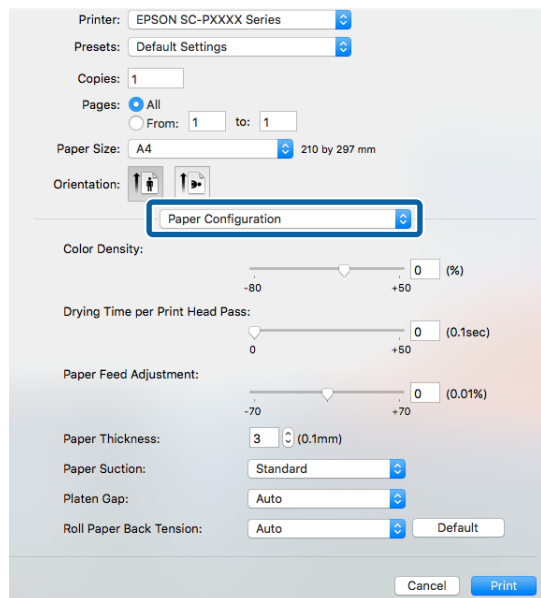 Printer: EPSON SC-PXXXX Series
Presets: Default Settings
Copies: 1
Pages: All
From: 1 to: 1
Paper Size: A4 210 by 297 mm
Orientation:
Paper Configuration
Color Density:
0 (%)
-80 +50
Drying Time per Print Head Pass:
0 (0.1sec)
0 +50
Paper Feed Adjustment:
0 (0.01%)
-70 +70
Paper Thickness: 3 (0.1mm)
Paper Suction: Standard
Platen Gap: Auto
Roll Paper Back Tension: Auto Default
Cancel Print